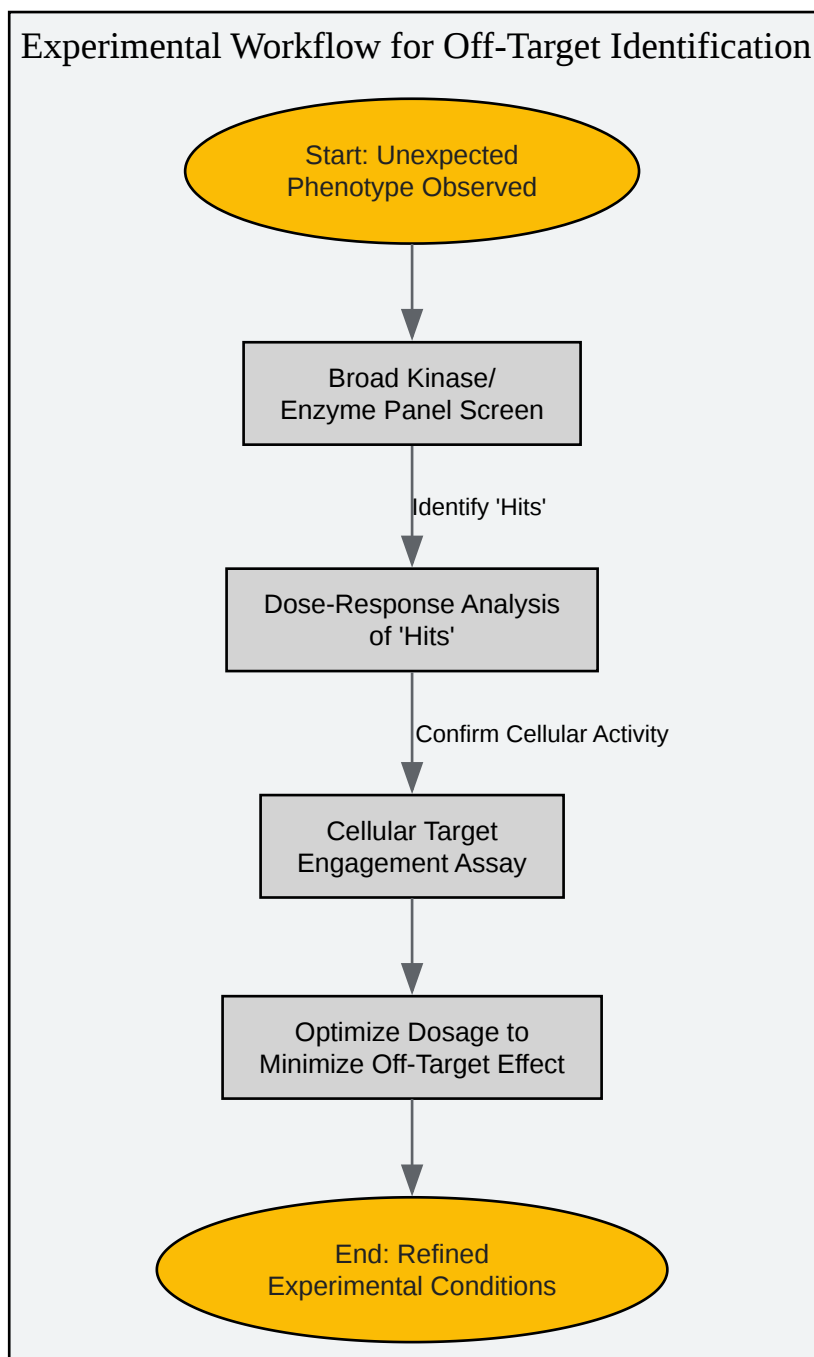 Experimental Workflow for Off-Target Identification
Start: Unexpected
Phenotype Observed
Broad Kinase/
Enzyme Panel Screen
Identify 'Hits'
Dose-Response Analysis
of 'Hits'
Confirm Cellular Activity
Cellular Target
Engagement Assay
Optimize Dosage to
Minimize Off-Target Effect
End: Refined
Experimental Conditions